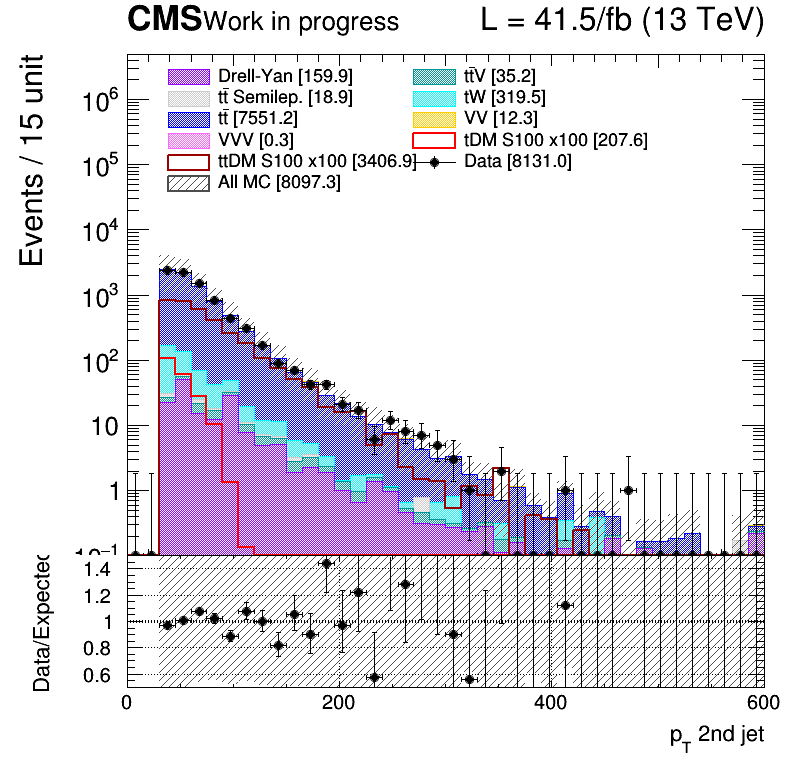 CMS Work in progress L = 41.5/fb (13 TeV)
Events / 15 unit
Drell-Yan [159.9] tt̄V [35.2]
tt̄ Semilep. [18.9] tW [319.5]
tt̄ [7551.2] VV [12.3]
VVV [0.3] tDM S100 x100 [207.6]
ttDM S100 x100 [3406.9] Data [8131.0]
All MC [8097.3]
10⁶
10⁵
10⁴
10³
10²
10
1
10⁻¹
Data/Expected
1.4
1.2
1
0.8
0.6
0 200 400 600
p_T 2nd jet